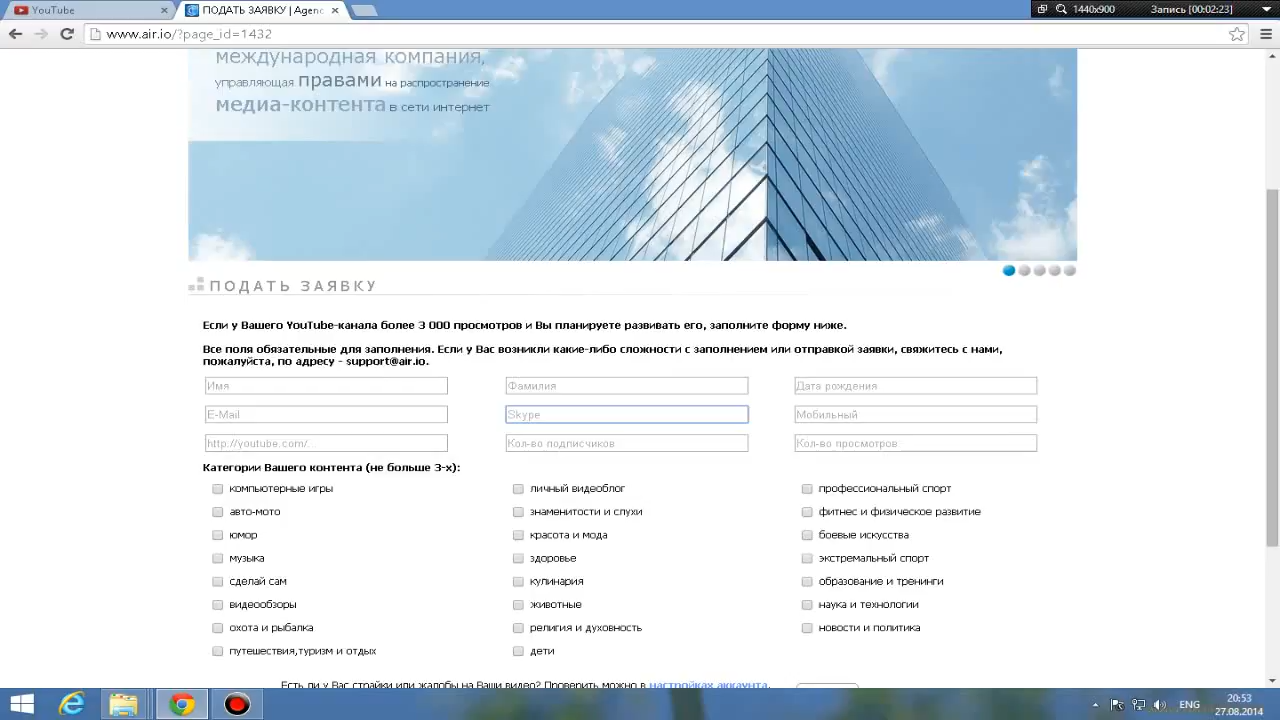 YouTube
ПОДАТЬ ЗАЯВКУ | Agenc
1440x900
Запись [00:02:23]
www.air.io/?page_id=1432
международная компания,
управляющая правами на распространение
медиа-контента в сети интернет
ПОДАТЬ ЗАЯВКУ
Если у Вашего YouTube-канала более 3 000 просмотров и Вы планируете развивать его, заполните форму ниже.
Все поля обязательные для заполнения. Если у Вас возникли какие-либо сложности с заполнением или отправкой заявки, свяжитесь с нами,
пожалуйста, по адресу - support@air.io.
Имя
Фамилия
Дата рождения
E-Mail
Skype
Мобильный
http://youtube.com/...
Кол-во подписчиков
Кол-во просмотров
Категории Вашего контента (не больше 3-х):
компьютерные игры
личный видеоблог
профессиональный спорт
авто-мото
знаменитости и слухи
фитнес и физическое развитие
юмор
красота и мода
боевые искусства
музыка
здоровье
экстремальный спорт
сделай сам
кулинария
образование и тренинги
видеообзоры
животные
наука и технологии
охота и рыбалка
религия и духовность
новости и политика
путешествия,туризм и отдых
дети
Есть ли у Вас страйки или жалобы на Ваши видео? Проверить можно в настройках аккаунта.
ENG
20:53
27.08.2014